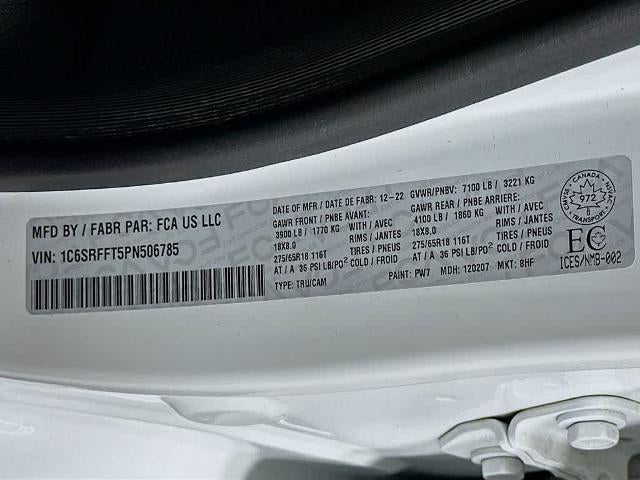 MFD BY / FABR PAR: FCA US LLC
VIN: 1C6SRFFT5PN506785
DATE OF MFR / DATE DE FABR: 12-22 GVWR/PNBV: 7100 LB / 3221 KG
GAWR FRONT / PNBE AVANT: GAWR REAR / PNBE ARRIERE:
3900 LB / 1770 KG WITH / AVEC 4100 LB / 1860 KG WITH / AVEC
18X8.0 RIMS / JANTES 18X8.0 RIMS / JANTES
275/65R18 116T TIRES / PNEUS 275/65R18 116T TIRES / PNEUS
AT / A 36 PSI LB/PO² COLD / FROID AT / A 36 PSI LB/PO² COLD / FROID
TYPE: TRU/CAM PAINT: PW7 MDH: 120207 MKT: 8HF
CANADA
972
TRANSPORT
EC
ICES/NMB-002